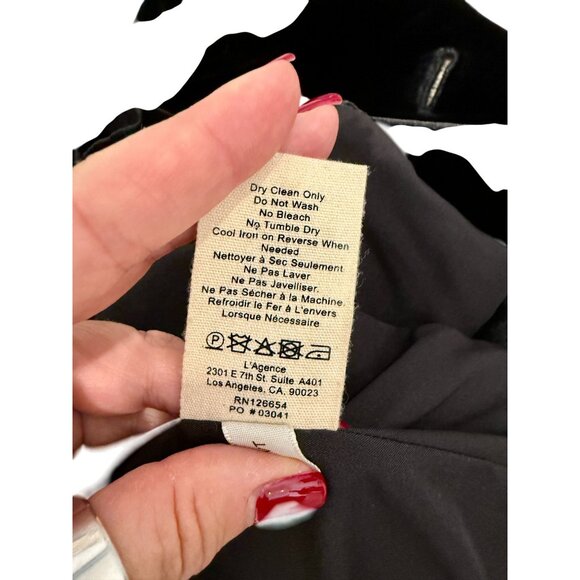 Dry Clean Only
Do Not Wash
No Bleach
No Tumble Dry
Cool Iron on Reverse When
Needed
Nettoyer à Sec Seulement
Ne Pas Laver
Ne Pas Javelliser.
Ne Pas Sécher à la Machine.
Refroidir le Fer à L'envers
Lorsque Nécessaire
P
L'Agence
2301 E 7th St. Suite A401
Los Angeles, CA, 90023
RN126654
PO #03041